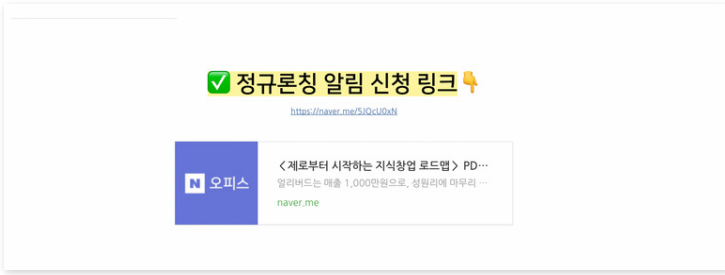 ✅ 정규론칭 알림 신청 링크👇
https://naver.me/5JQcU0xN
<제로부터 시작하는 지식창업 로드맵> PD…
N 오피스
얼리버드는 매출 1,000만원으로, 성원리에 마무리 …
naver.me